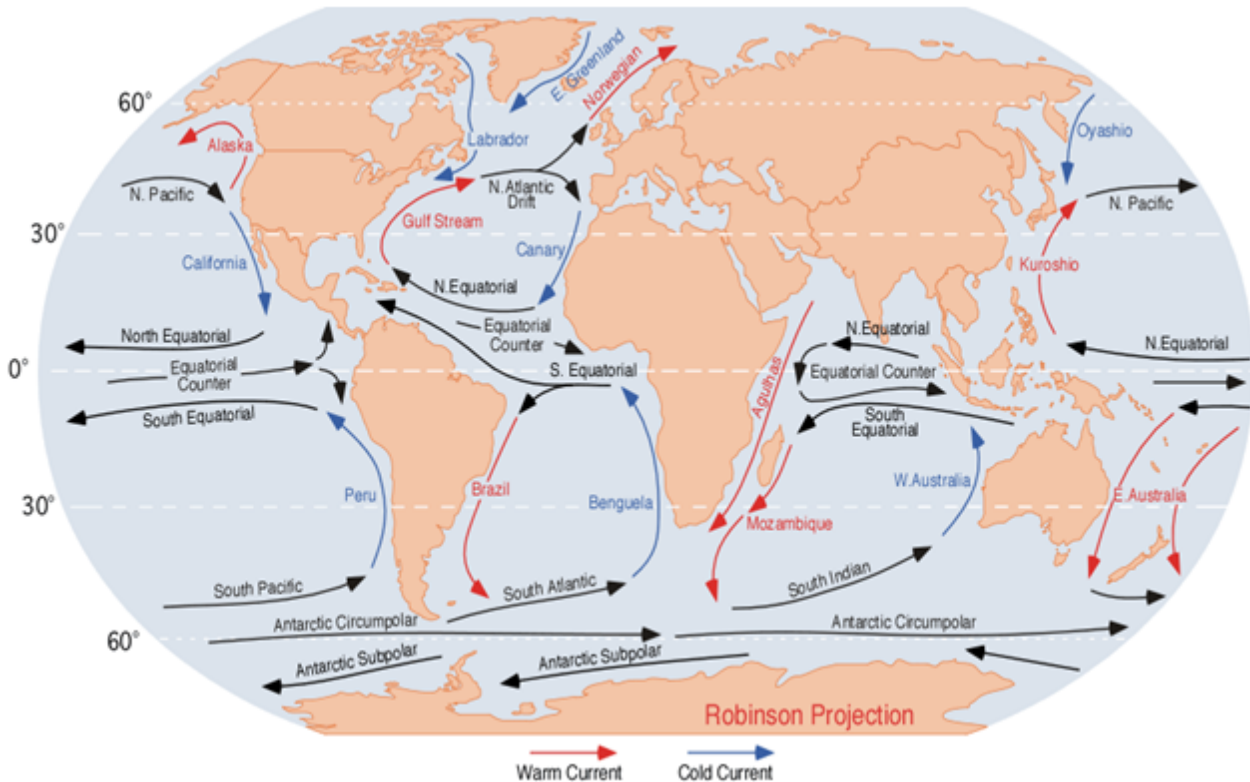 E. Greenland
Norwegian
60°
Labrador
Oyashio
Alaska
N. Pacific
N. Atlantic
Drift
N. Pacific
Gulf Stream
30°
California
Canary
Kuroshio
N.Equatorial
North Equatorial
Equatorial
Counter
N.Equatorial
N.Equatorial
Equatorial
Counter
0°
S. Equatorial
Equatorial Counter
South Equatorial
Agulhas
South
Equatorial
Peru
Brazil
Benguela
W.Australia
E.Australia
30°
Mozambique
South Pacific
South Atlantic
South Indian
Antarctic Circumpolar
Antarctic Circumpolar
60°
Antarctic Subpolar
Antarctic Subpolar
Robinson Projection
Warm Current
Cold Current